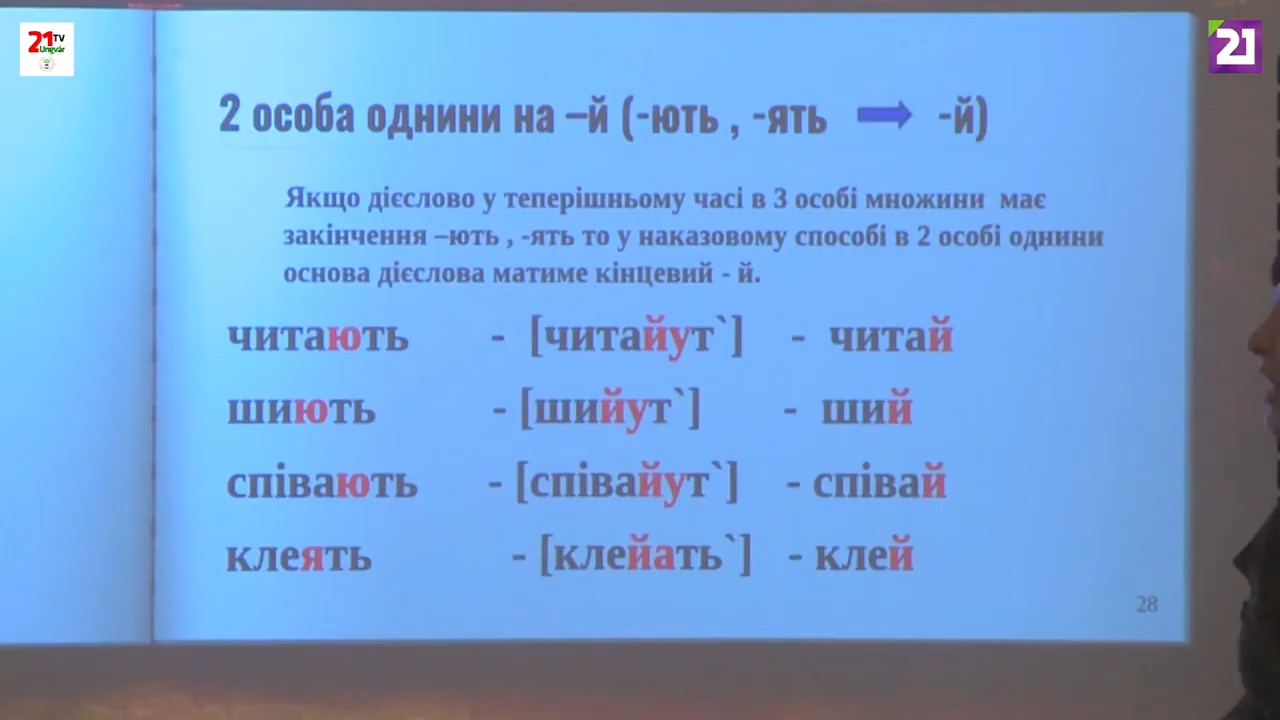 21 TV
Ungvár
21
2 особа однини на –й (-ють , -ять -й)
Якщо дієслово у теперішньому часі в 3 особі множини має
закінчення –ють , -ять то у наказовому способі в 2 особі однини
основа дієслова матиме кінцевий - й.
читають - [читайут`] - читай
шиють - [шийут`] - ший
співають - [співайут`] - співай
клеять - [клейать`] - клей
28